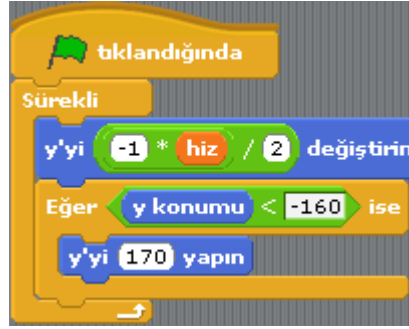 tıklandığında
Sürekli
y'yi -1 * hiz / 2 değiştirin
Eğer y konumu < -160 ise
y'yi 170 yapın